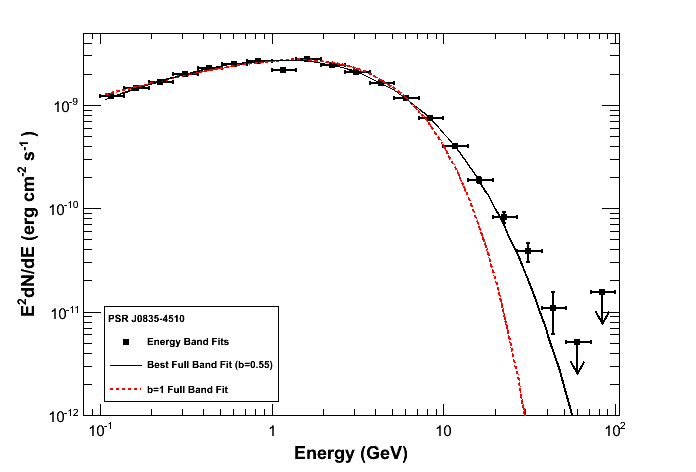 E²dN/dE (erg cm⁻² s⁻¹)
10⁻⁹
10⁻¹⁰
10⁻¹¹
10⁻¹²
PSR J0835-4510
Energy Band Fits
Best Full Band Fit (b=0.55)
b=1 Full Band Fit
10⁻¹ 1 10 10²
Energy (GeV)